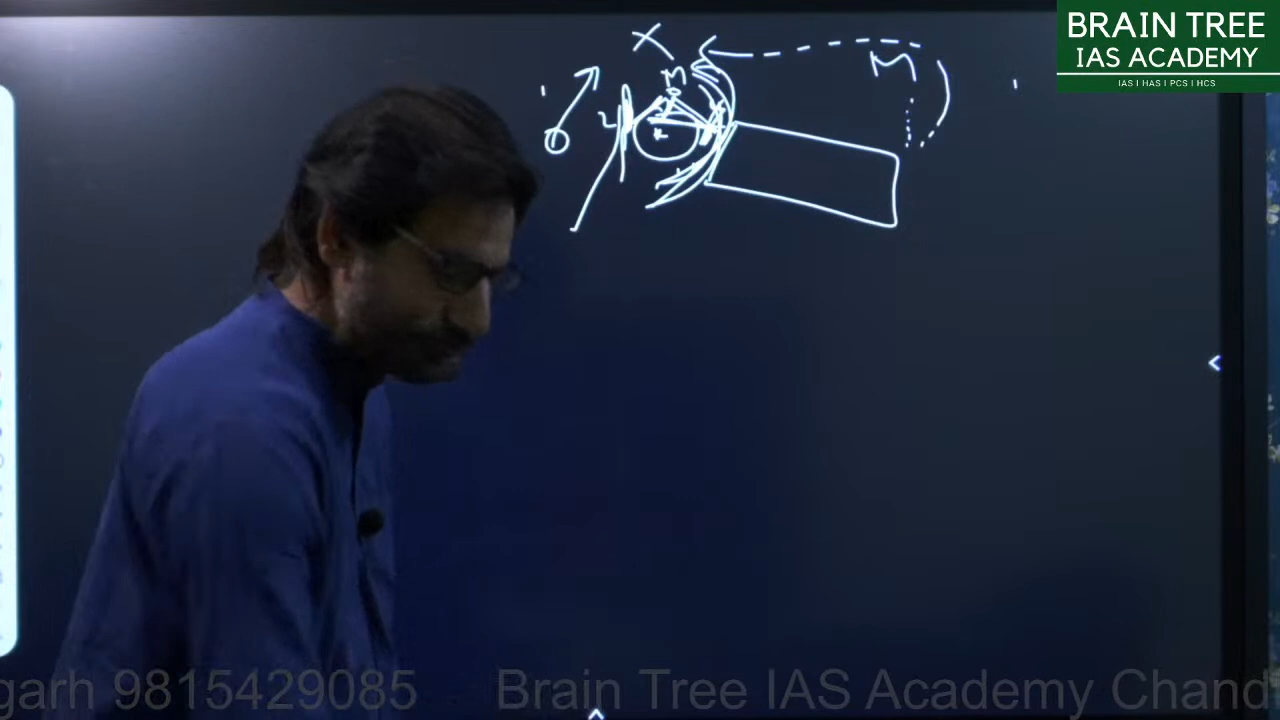 BRAIN TREE
IAS ACADEMY
IAS I HAS I PCS I HCS
X
M
M
garh 9815429085 Brain Tree IAS Academy Chand